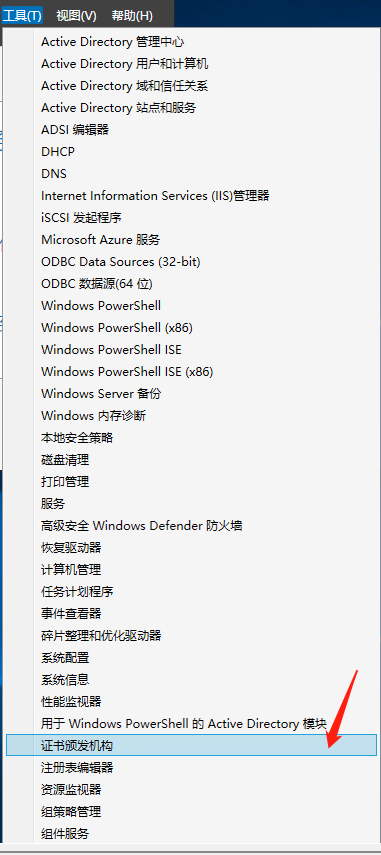 工具(T) 视图(V) 帮助(H)
Active Directory 管理中心
Active Directory 用户和计算机
Active Directory 域和信任关系
Active Directory 站点和服务
ADSI 编辑器
DHCP
DNS
Internet Information Services (IIS)管理器
iSCSI 发起程序
Microsoft Azure 服务
ODBC Data Sources (32-bit)
ODBC 数据源(64 位)
Windows PowerShell
Windows PowerShell (x86)
Windows PowerShell ISE
Windows PowerShell ISE (x86)
Windows Server 备份
Windows 内存诊断
本地安全策略
磁盘清理
打印管理
服务
高级安全 Windows Defender 防火墙
恢复驱动器
计算机管理
任务计划程序
事件查看器
碎片整理和优化驱动器
系统配置
系统信息
性能监视器
用于 Windows PowerShell 的 Active Directory 模块
证书颁发机构
注册表编辑器
资源监视器
组策略管理
组件服务